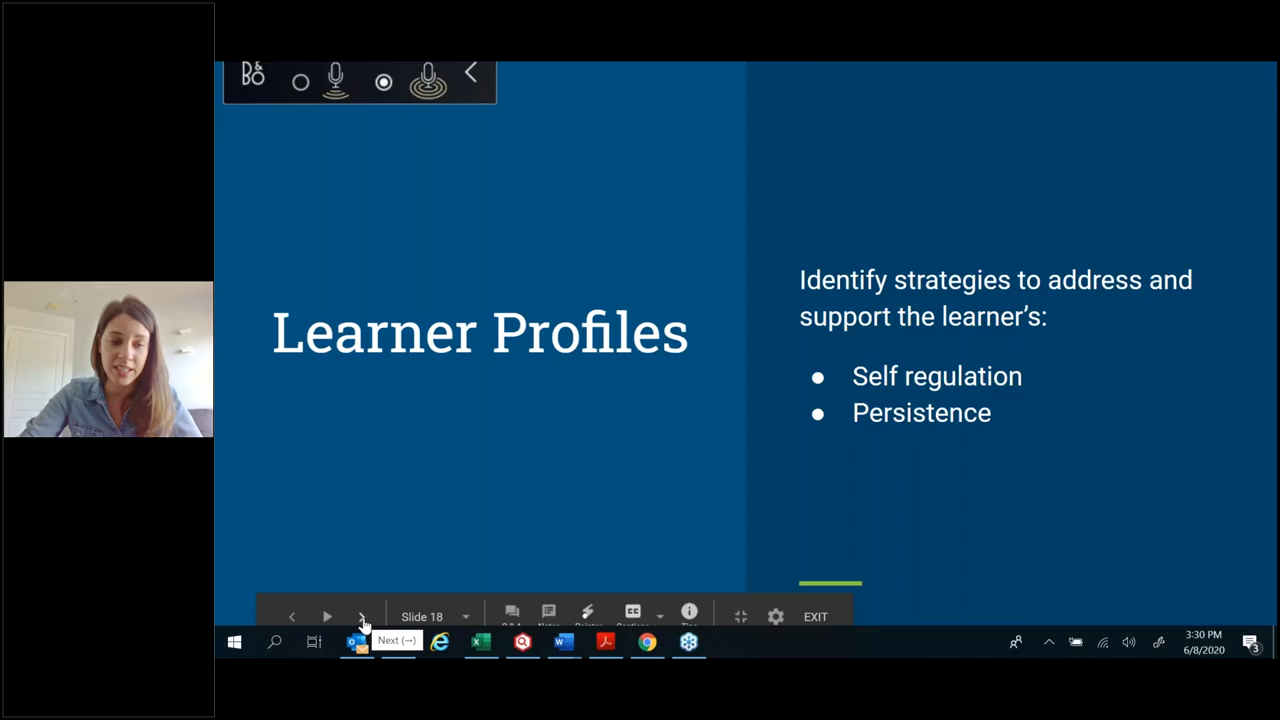 B&O
Learner Profiles
Identify strategies to address and
support the learner's:
● Self regulation
● Persistence
Slide 18
EXIT
Next (→)
3:30 PM
6/8/2020
3